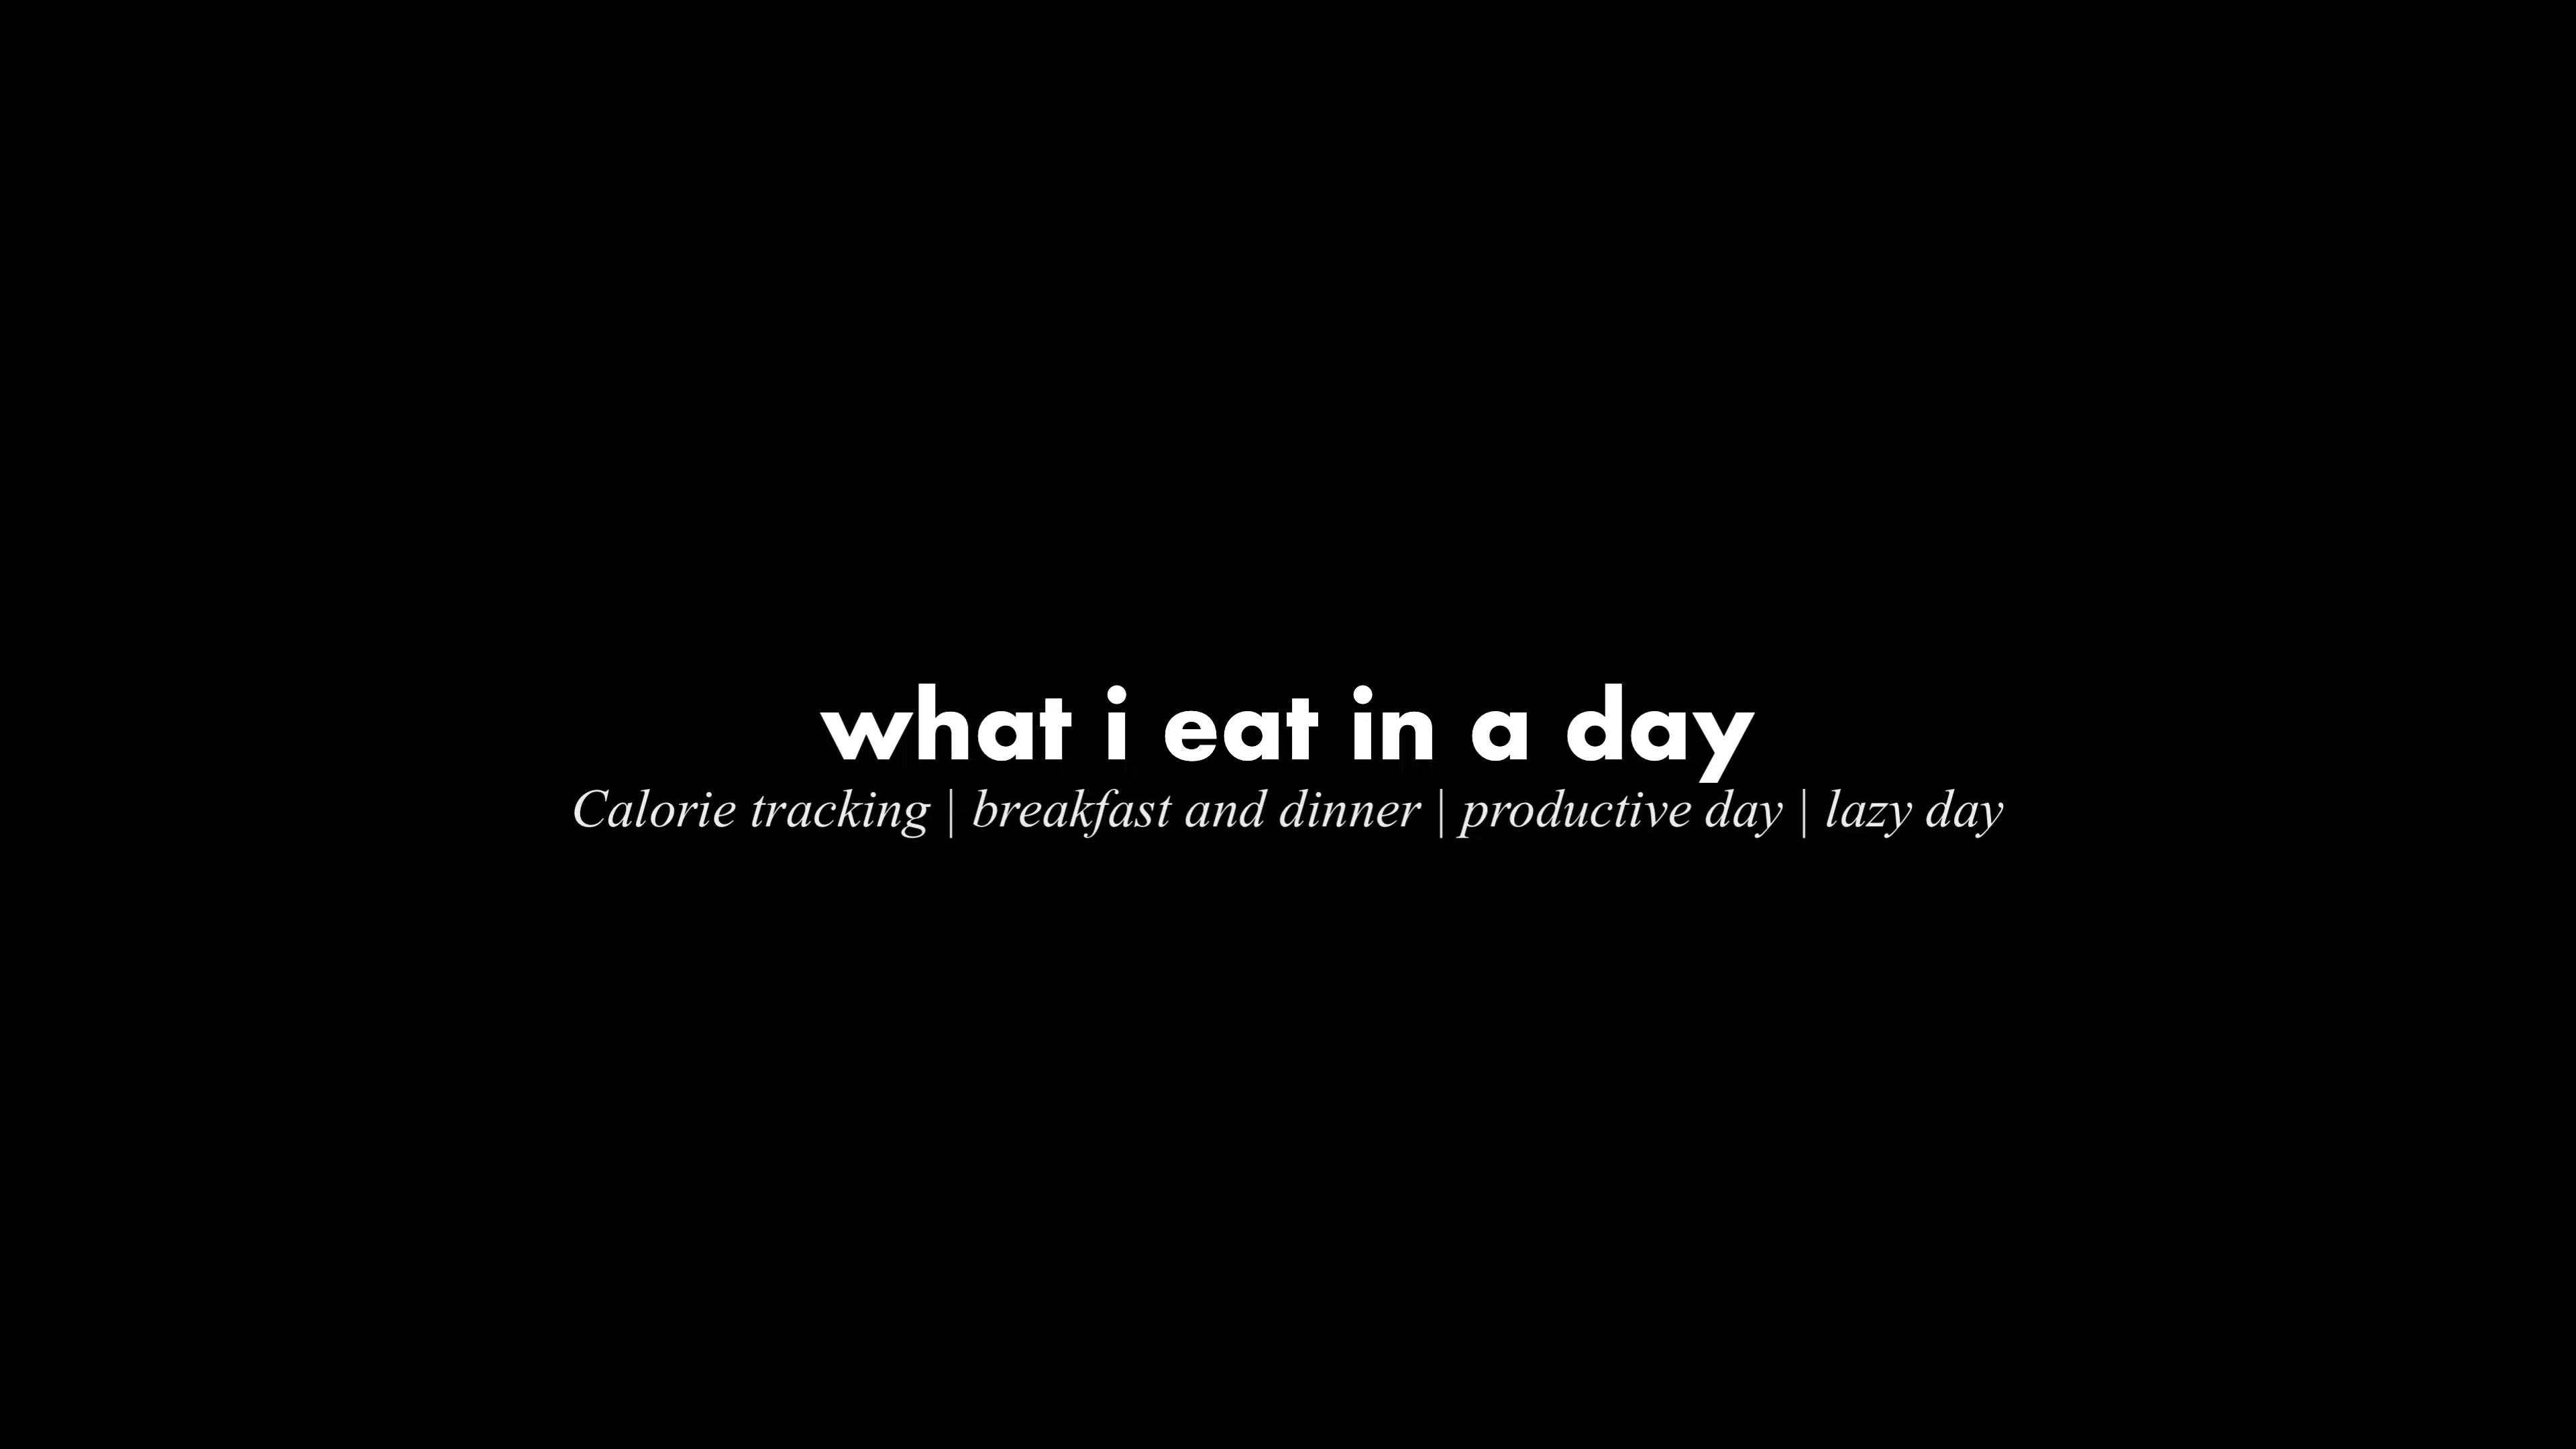 what i eat in a day
Calorie tracking | breakfast and dinner | productive day | lazy day